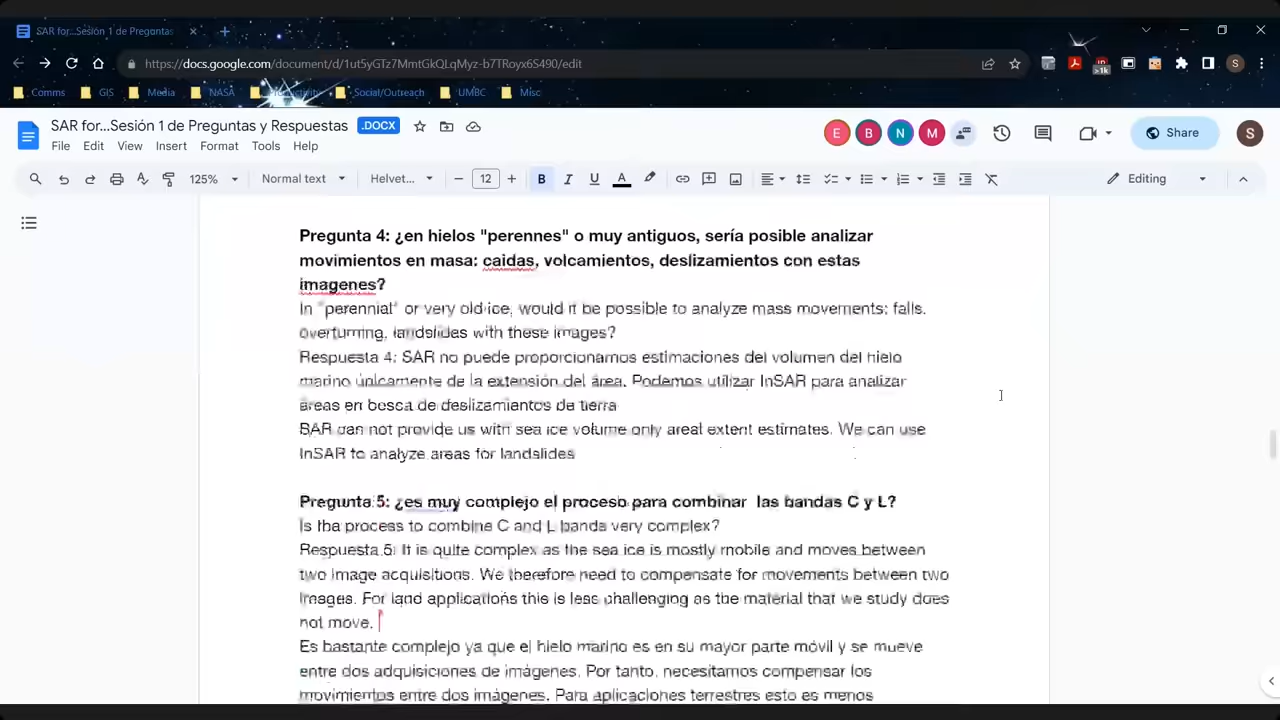 SAR for...Sesión 1 de Preguntas
https://docs.google.com/document/d/1ut5yGTz7MmtGkQLqMyz-b7TRoyx6S490/edit
>1k
S
Comms GIS Media NASA Productivity Social/Outreach UMBC Misc
SAR for...Sesión 1 de Preguntas y Respuestas .DOCX
File Edit View Insert Format Tools Help
E B N M Share S
125% Normal text Helvet... 12 B I U A Editing
Pregunta 4: ¿en hielos "perennes" o muy antiguos, sería posible analizar
movimientos en masa: caidas, volcamientos, deslizamientos con estas
imagenes?
In "perennial" or very old ice, would it be possible to analyze mass movements: falls,
overturning, landslides with these images?
Respuesta 4: SAR no puede proporcionarnos estimaciones del volumen del hielo
marino únicamente de la extensión del área. Podemos utilizar InSAR para analizar
áreas en busca de deslizamientos de tierra
SAR can not provide us with sea ice volume only areal extent estimates. We can use
InSAR to analyze areas for landslides
Pregunta 5: ¿es muy complejo el proceso para combinar las bandas C y L?
Is the process to combine C and L bands very complex?
Respuesta 5: It is quite complex as the sea ice is mostly mobile and moves between
two image acquisitions. We therefore need to compensate for movements between two
images. For land applications this is less challenging as the material that we study does
not move.
Es bastante complejo ya que el hielo marino es en su mayor parte móvil y se mueve
entre dos adquisiciones de imágenes. Por tanto, necesitamos compensar los
movimientos entre dos imágenes. Para aplicaciones terrestres esto es menos